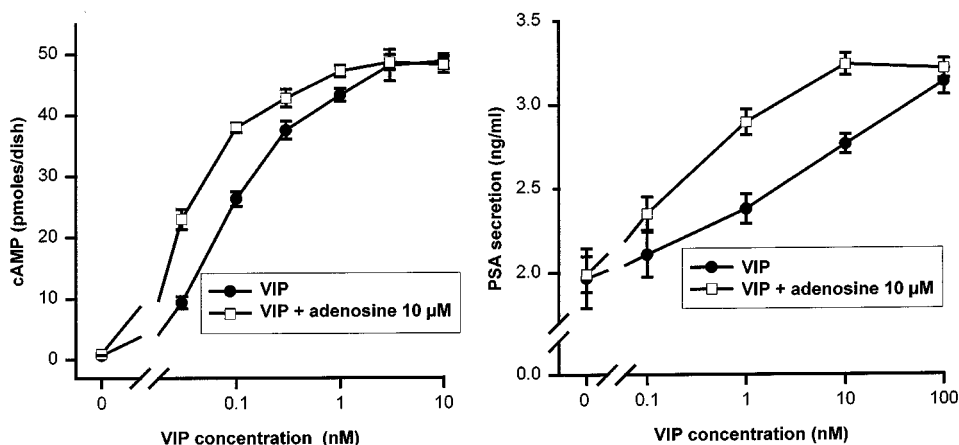 cAMP (pmoles/dish)
50
40
30
20
10
0
VIP
VIP + adenosine 10 µM
0
0.1
1
10
VIP concentration (nM)
PSA secretion (ng/ml)
3.5
3.0
2.5
2.0
0.0
VIP
VIP + adenosine 10 µM
0
0.1
1
10
100
VIP concentration (nM)